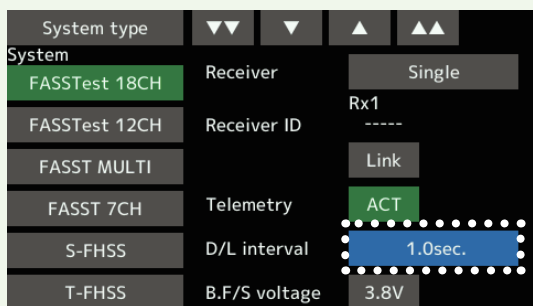 System type ▼▼ ▼ ▲ ▲▲
System
FASSTest 18CH
Receiver Single
Rx1
FASSTest 12CH
Receiver ID -----
FASST MULTI
Link
FASST 7CH
Telemetry ACT
S-FHSS
D/L interval 1.0sec.
T-FHSS
B.F/S voltage 3.8V